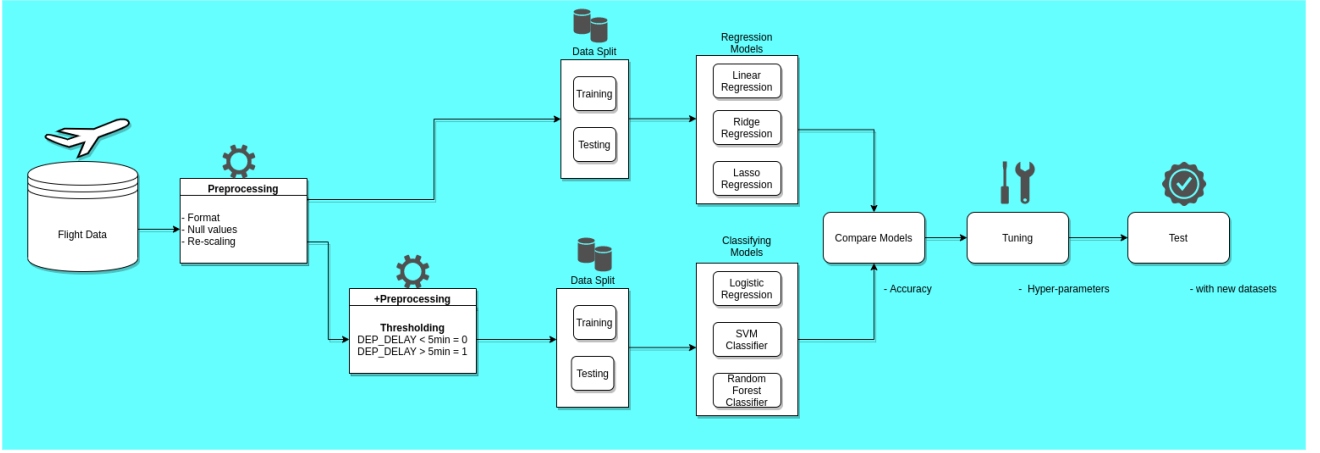 Flight Data
Preprocessing
- Format
- Null values
- Re-scaling
+Preprocessing
Thresholding
DEP_DELAY < 5min = 0
DEP_DELAY > 5min = 1
Data Split
Training
Testing
Regression
Models
Linear
Regression
Ridge
Regression
Lasso
Regression
Data Split
Training
Testing
Classifying
Models
Logistic
Regression
SVM
Classifier
Random
Forest
Classifier
Compare Models
- Accuracy
Tuning
- Hyper-parameters
Test
- with new datasets